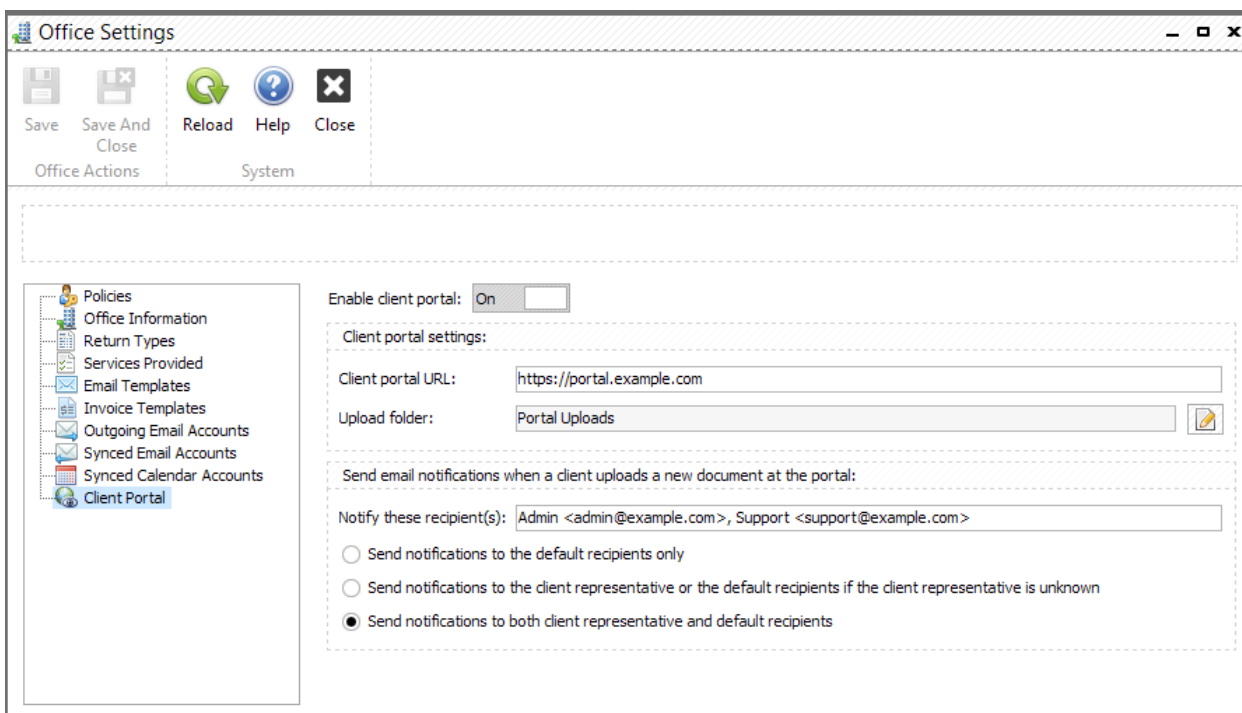 Office Settings
Save
Save And Close
Reload
Help
Close
Office Actions
System
Policies
Office Information
Return Types
Services Provided
Email Templates
Invoice Templates
Outgoing Email Accounts
Synced Email Accounts
Synced Calendar Accounts
Client Portal
Enable client portal: On
Client portal settings:
Client portal URL: https://portal.example.com
Upload folder: Portal Uploads
Send email notifications when a client uploads a new document at the portal:
Notify these recipient(s): Admin <admin@example.com>, Support <support@example.com>
Send notifications to the default recipients only
Send notifications to the client representative or the default recipients if the client representative is unknown
Send notifications to both client representative and default recipients